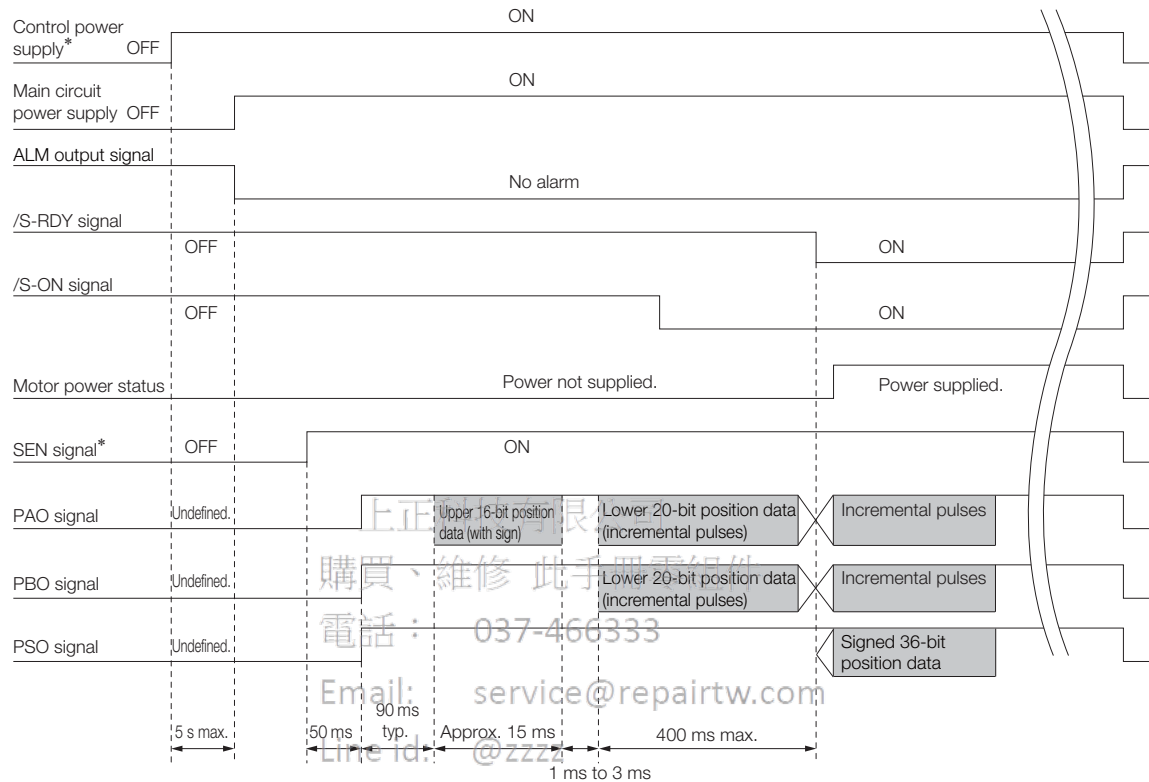 ON
Control power
supply*
OFF
ON
Main circuit
power supply OFF
ALM output signal
No alarm
/S-RDY signal
OFF
ON
/S-ON signal
OFF
ON
Motor power status
Power not supplied.
Power supplied.
SEN signal*
OFF
ON
PAO signal
Undefined.
上正科技有限公司
Upper 16-bit position
data (with sign)
Lower 20-bit position data
(incremental pulses)
Incremental pulses
PBO signal
Undefined.
購買、維修 此手冊零組件
Lower 20-bit position data
(incremental pulses)
Incremental pulses
電話： 037-466333
PSO signal
Undefined.
Signed 36-bit
position data
Email: service@repairtw.com
5 s max.
50 ms
90 ms
typ.
Approx. 15 ms
400 ms max.
Line id: @zzzz
1 ms to 3 ms